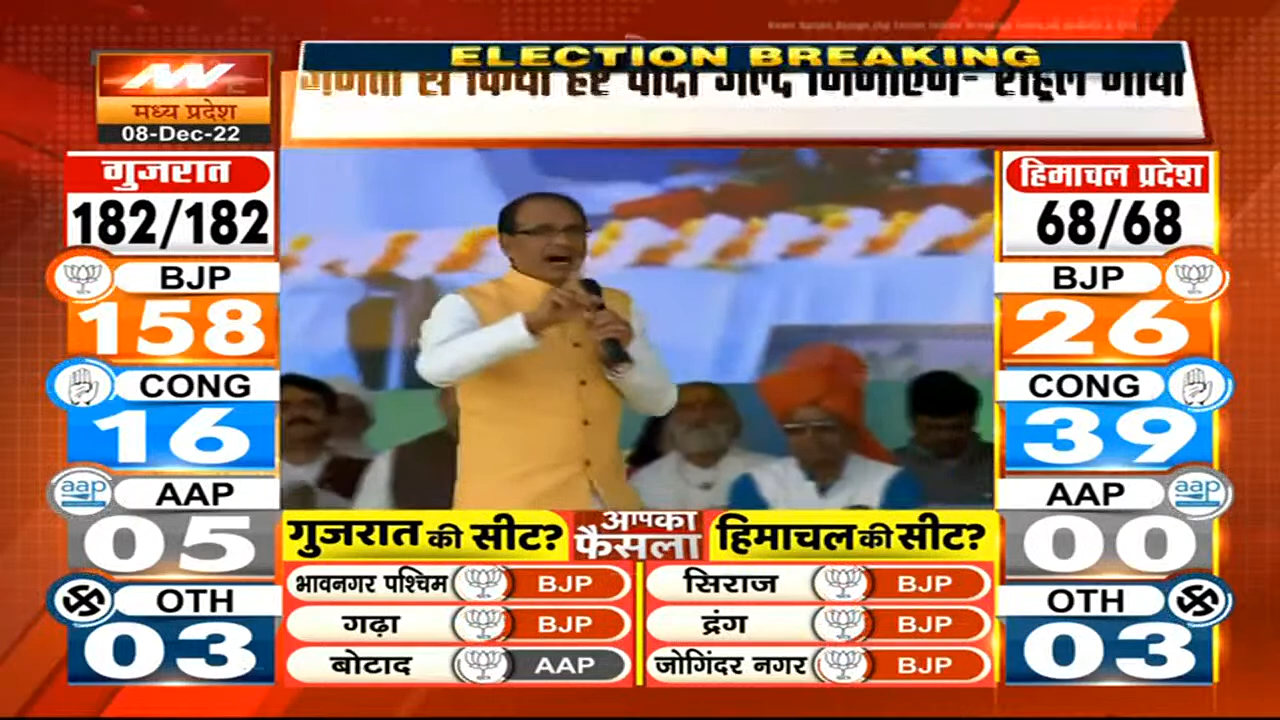 ELECTION BREAKING
मध्य प्रदेश
08-Dec-22
गुजरात
182/182
BJP
158
CONG
16
aap
AAP
05
OTH
03
हिमाचल प्रदेश
68/68
BJP
26
CONG
39
AAP
aap
00
OTH
03
गुजरात की सीट?
आपका
फैसला
हिमाचल की सीट?
भावनगर पश्चिम BJP
गढ़ा BJP
बोटाद AAP
सिराज BJP
द्रंग BJP
जोगिंदर नगर BJP